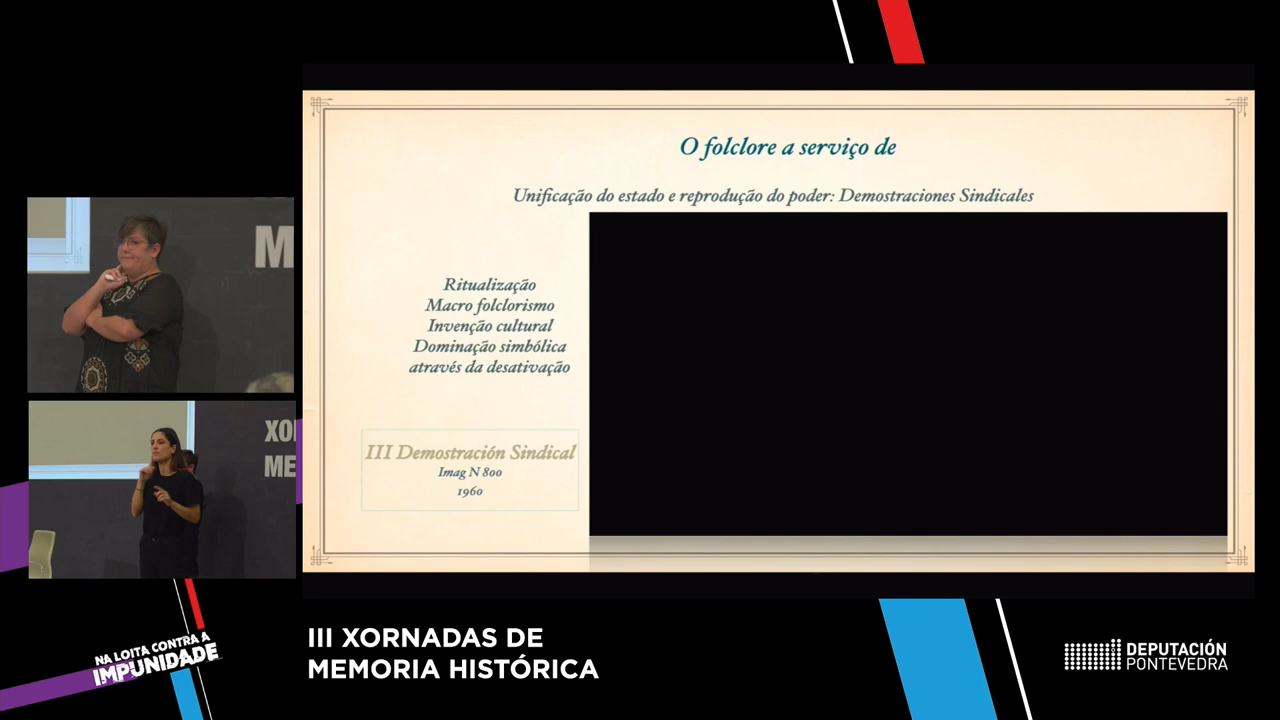 O folclore a serviço de
Unificação do estado e reprodução do poder: Demostraciones Sindicales
Ritualização
Macro folclorismo
Invenção cultural
Dominação simbólica
através da desativação
III Demostración Sindical
Imag N 800
1960
M
XO
ME
NA LOITA CONTRA A
IMPUNIDADE
III XORNADAS DE
MEMORIA HISTÓRICA
DEPUTACIÓN
PONTEVEDRA